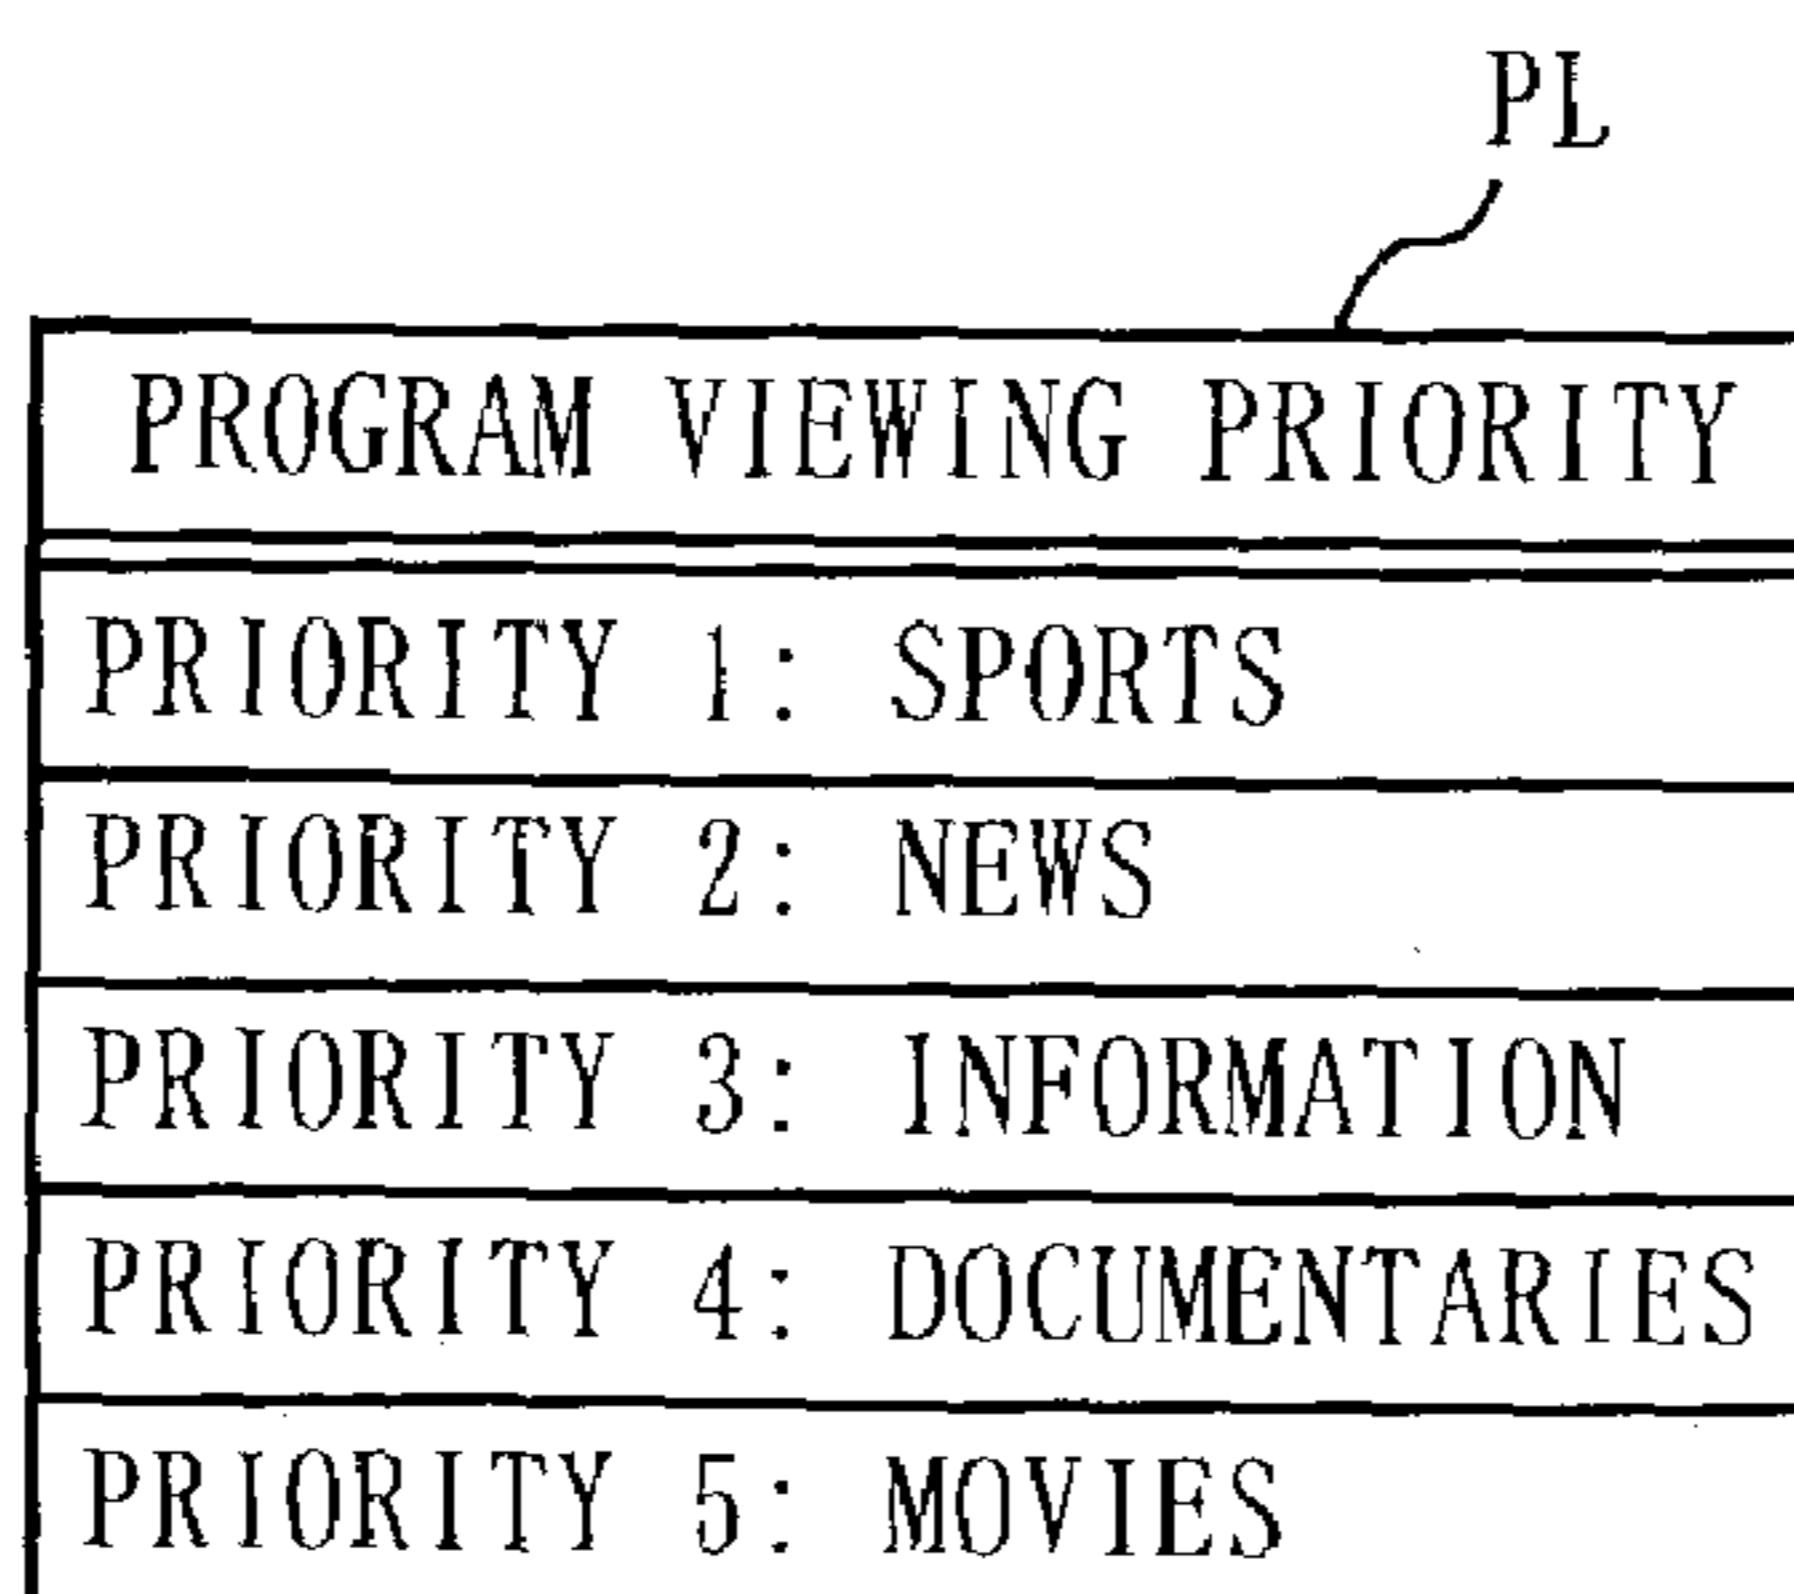 PL
PROGRAM VIEWING PRIORITY
PRIORITY 1: SPORTS
PRIORITY 2: NEWS
PRIORITY 3: INFORMATION
PRIORITY 4: DOCUMENTARIES
PRIORITY 5: MOVIES